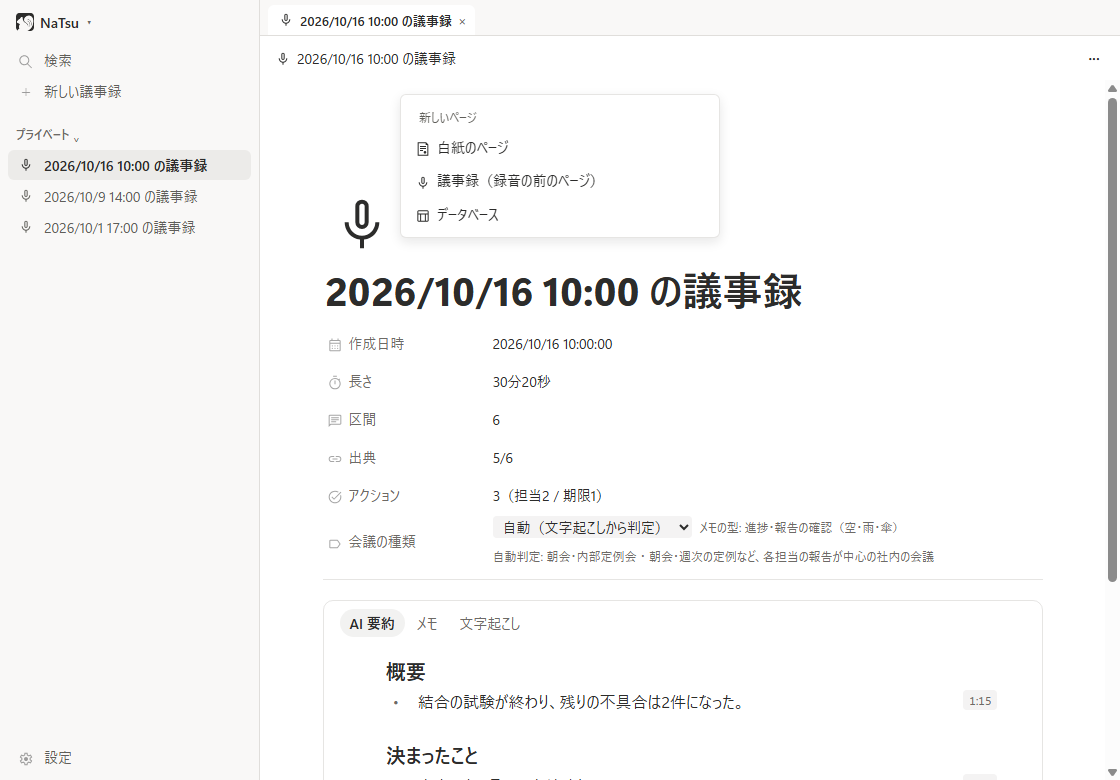 NaTsu
検索
新しい議事録
プライベート
2026/10/16 10:00 の議事録
2026/10/9 14:00 の議事録
2026/10/1 17:00 の議事録
設定
2026/10/16 10:00 の議事録 ×
2026/10/16 10:00 の議事録
新しいページ
白紙のページ
議事録（録音の前のページ）
データベース
2026/10/16 10:00 の議事録
作成日時 2026/10/16 10:00:00
長さ 30分20秒
区間 6
出典 5/6
アクション 3（担当2 / 期限1）
会議の種類 自動（文字起こしから判定） メモの型: 進捗・報告の確認（空・雨・傘）
自動判定: 朝会・内部定例会・朝会・週次の定例など、各担当の報告が中心の社内の会議
AI 要約 メモ 文字起こし
概要
• 結合の試験が終わり、残りの不具合は2件になった。 1:15
決まったこと